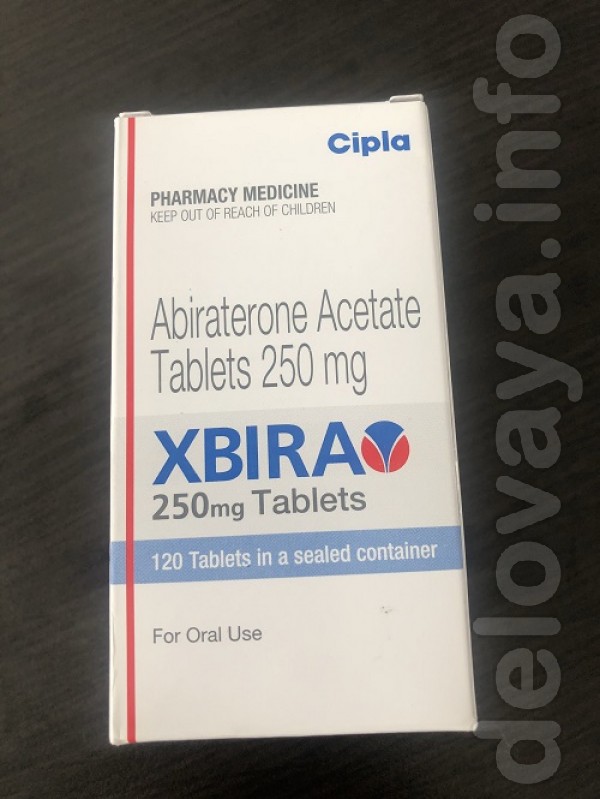 Cipla
PHARMACY MEDICINE
KEEP OUT OF REACH OF CHILDREN
Abiraterone Acetate
Tablets 250 mg
XBIRA
250mg Tablets
120 Tablets in a sealed container
For Oral Use
delovaya.info